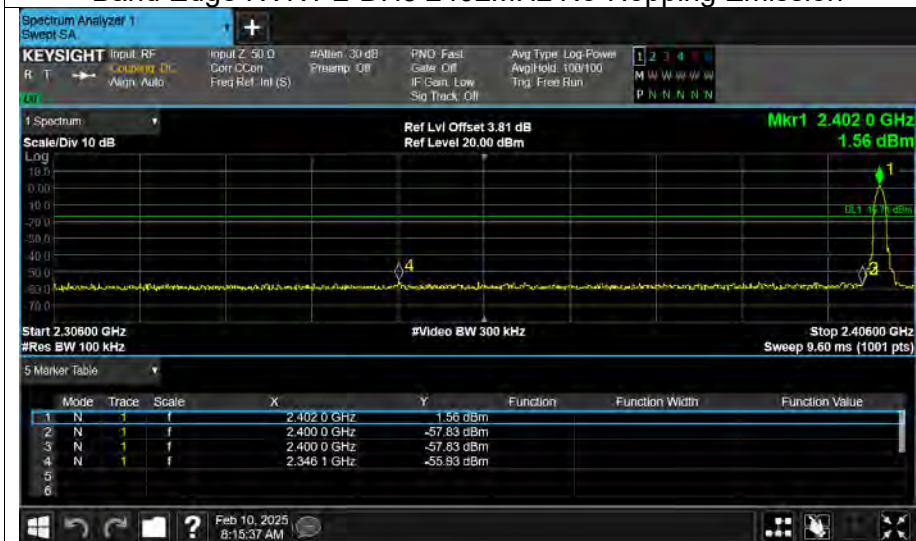 Spectrum Analyzer 1
Swept SA
+
KEYSIGHT Input: RF Input Z: 50 Ω #Atten: 30 dB PNO: Fast Avg Type: Log-Power 1 2 3 4 5 6
R T Coupling: DC Corr CCorr Preamp: Off Gate: Off Avg|Hold: 100/100 M W W W W W
Align: Auto Freq Ref: Int (S) IF Gain: Low Trig: Free Run
Sig Track: Off P N N N N N
1 Spectrum Ref Lvl Offset 3.81 dB Mkr1 2.402 0 GHz
Scale/Div 10 dB Ref Level 20.00 dBm 1.56 dBm
Log
10.0 1
0.00
-10.0
-20.0
-30.0
-40.0
-50.0 4
-60.0
-70.0
Start 2.30600 GHz #Video BW 300 kHz Stop 2.40600 GHz
#Res BW 100 kHz Sweep 9.60 ms (1001 pts)
5 Marker Table
Mode Trace Scale X Y Function Function Width Function Value
1 N 1 f 2.402 0 GHz 1.56 dBm
2 N 1 f 2.400 0 GHz -57.83 dBm
3 N 1 f 2.400 0 GHz -57.83 dBm
4 N 1 f 2.346 1 GHz -55.93 dBm
5
6
? Feb 10, 2025
8:15:37 AM